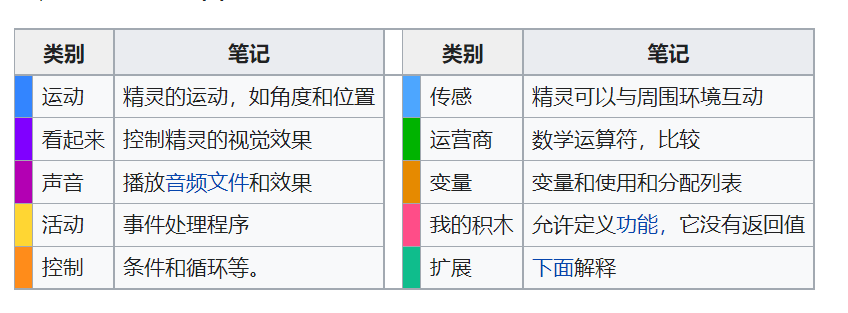 类别 笔记 类别 笔记
运动 精灵的运动，如角度和位置 传感 精灵可以与周围环境互动
看起来 控制精灵的视觉效果 运营商 数学运算符，比较
声音 播放音频文件和效果 变量 变量和使用和分配列表
活动 事件处理程序 我的积木 允许定义功能，它没有返回值
控制 条件和循环等。 扩展 下面解释